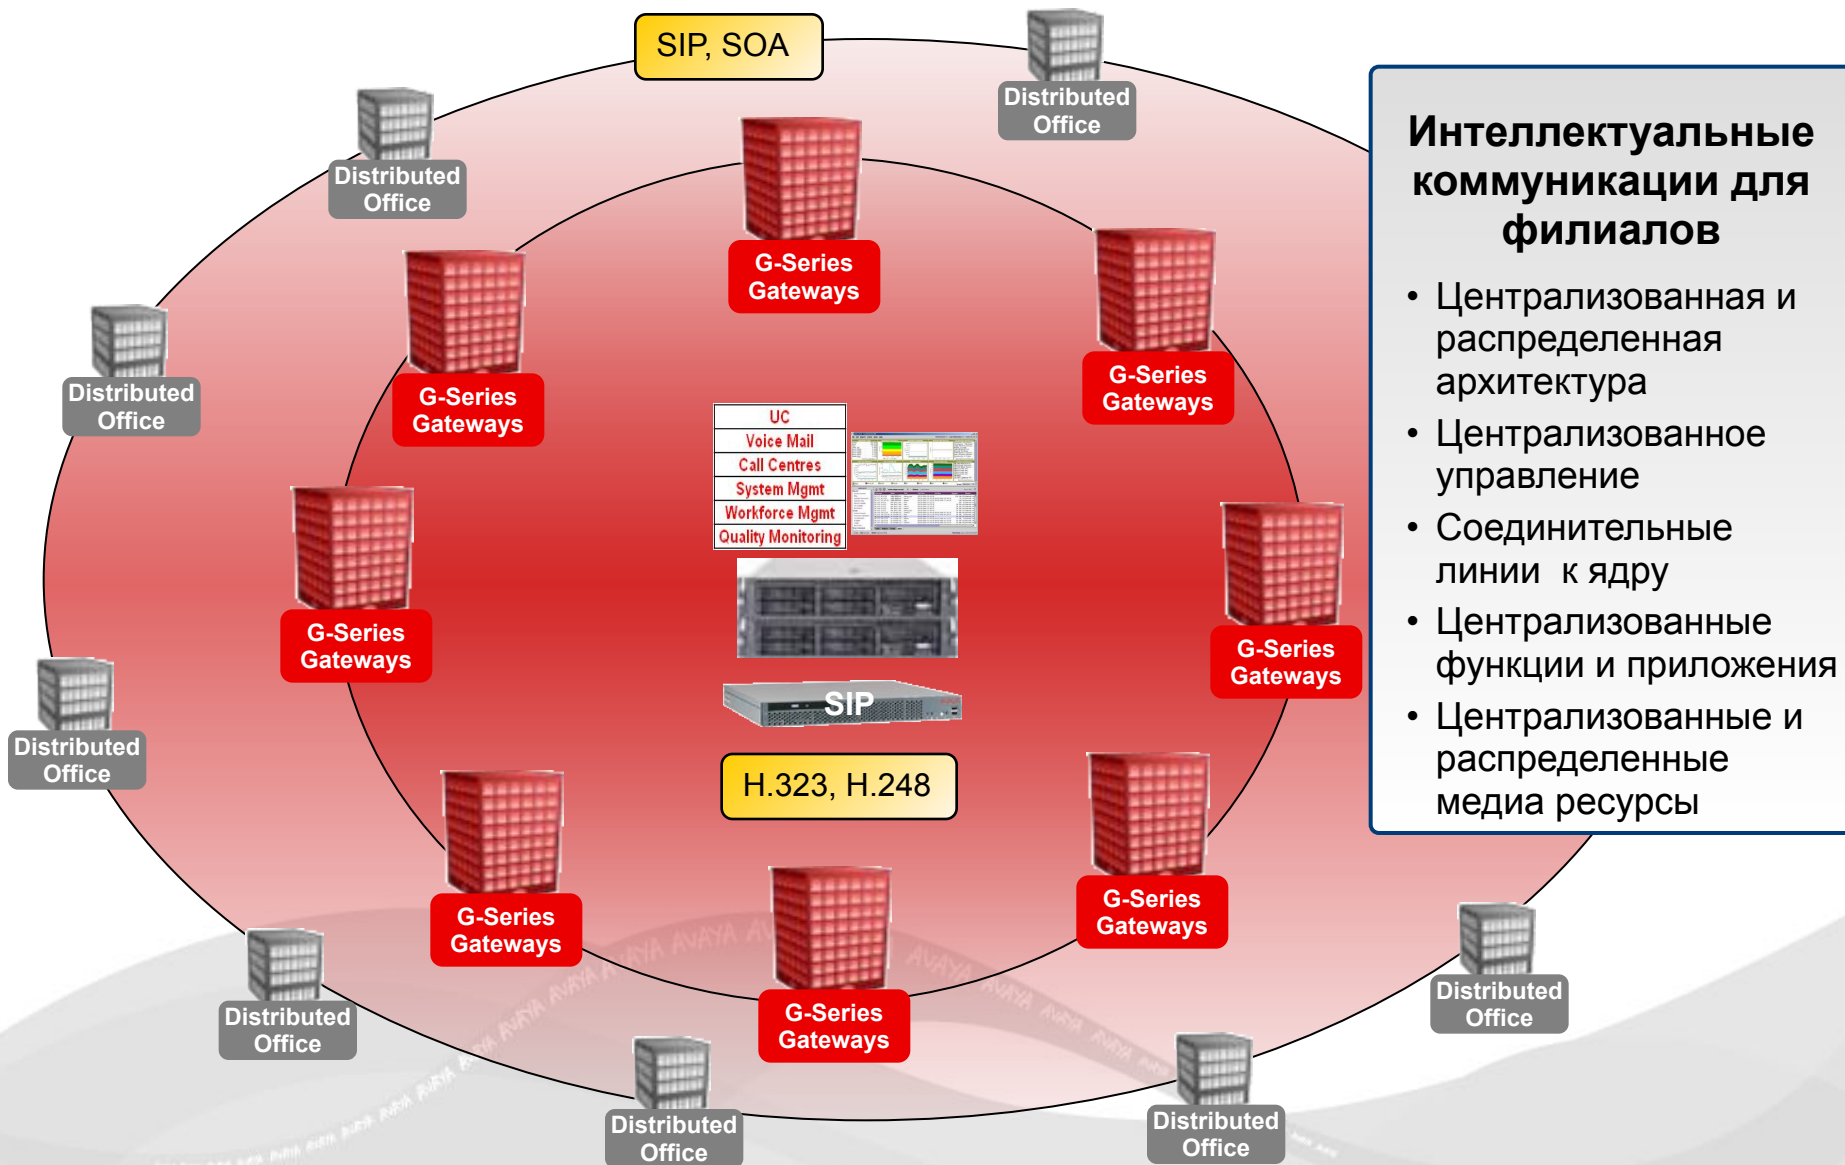 SIP, SOA
Distributed
Office
Distributed
Office
G-Series
Gateways
G-Series
Gateways
G-Series
Gateways
Distributed
Office
UC
Voice Mail
Call Centres
System Mgmt
Workforce Mgmt
Quality Monitoring
G-Series
Gateways
G-Series
Gateways
SIP
Distributed
Office
H.323, H.248
G-Series
Gateways
G-Series
Gateways
G-Series
Gateways
Distributed
Office
Distributed
Office
Distributed
Office
Distributed
Office
Интеллектуальные
коммуникации для
филиалов
• Централизованная и
распределенная
архитектура
• Централизованное
управление
• Соединительные
линии к ядру
• Централизованные
функции и приложения
• Централизованные и
распределенные
медиа ресурсы
AVAYA AVAYA AVAYA